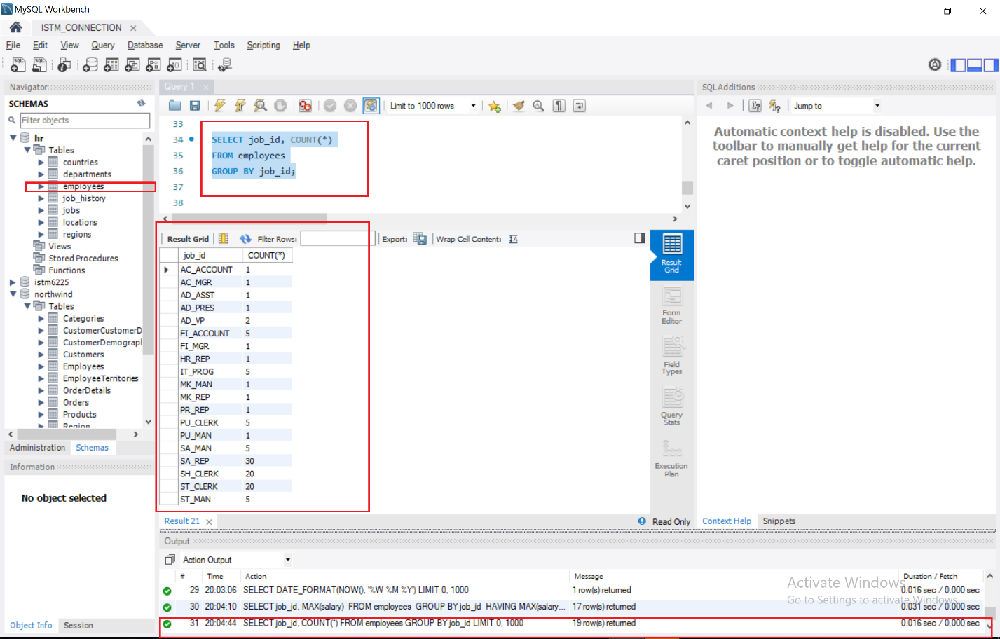 MySQL Workbench
ISTM_CONNECTION
File Edit View Query Database Server Tools Scripting Help
Navigator
SCHEMAS
Filter objects
hr
Tables
countries
departments
employees
job_history
jobs
locations
regions
Views
Stored Procedures
Functions
istm6225
northwind
Tables
Categories
CustomerCustomerD
CustomerDemograpl
Customers
Employees
EmployeeTerritories
OrderDetails
Orders
Products
Region
Administration Schemas
Information
No object selected
Object Info Session
Query 1
Limit to 1000 rows
33
34 SELECT job_id, COUNT(*)
35 FROM employees
36 GROUP BY job_id;
37
38
Result Grid Filter Rows: Export: Wrap Cell Content:
job_id COUNT(*)
AC_ACCOUNT 1
AC_MGR 1
AD_ASST 1
AD_PRES 1
AD_VP 2
FI_ACCOUNT 5
FI_MGR 1
HR_REP 1
IT_PROG 5
MK_MAN 1
MK_REP 1
PR_REP 1
PU_CLERK 5
PU_MAN 1
SA_MAN 5
SA_REP 30
SH_CLERK 20
ST_CLERK 20
ST_MAN 5
Result
Grid
Form
Editor
Field
Types
Query
Stats
Execution
Plan
Result 21
Read Only
SQLAdditions
Jump to
Automatic context help is disabled. Use the
toolbar to manually get help for the current
caret position or to toggle automatic help.
Context Help Snippets
Output
Action Output
# Time Action Message Duration / Fetch
29 20:03:06 SELECT DATE_FORMAT(NOW(), "%W %M %Y') LIMIT 0, 1000 1 row(s) returned 0.016 sec / 0.000 sec
30 20:04:10 SELECT job_id, MAX(salary) FROM employees GROUP BY job_id HAVING MAX(salary... 17 row(s) returned 0.031 sec / 0.000 sec
31 20:04:44 SELECT job_id, COUNT(*) FROM employees GROUP BY job_id LIMIT 0, 1000 19 row(s) returned 0.016 sec / 0.000 sec
Activate Windows
Go to Settings to activate Windows.